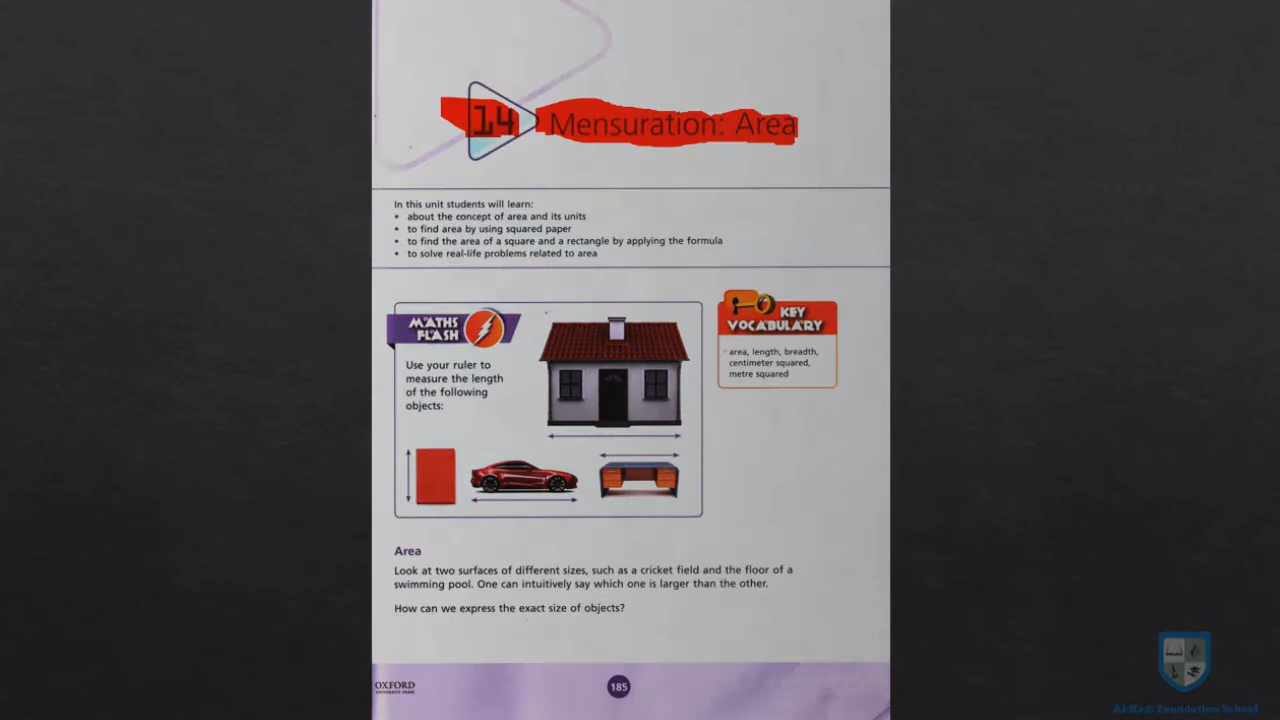 14 Mensuration: Area
In this unit students will learn:
• about the concept of area and its units
• to find area by using squared paper
• to find the area of a square and a rectangle by applying the formula
• to solve real-life problems related to area
MATHS
FLASH
Use your ruler to
measure the length
of the following
objects:
KEY
VOCABULARY
area, length, breadth,
centimeter squared,
metre squared
Area
Look at two surfaces of different sizes, such as a cricket field and the floor of a
swimming pool. One can intuitively say which one is larger than the other.
How can we express the exact size of objects?
OXFORD
UNIVERSITY PRESS
185
Al-Hadi Foundation School